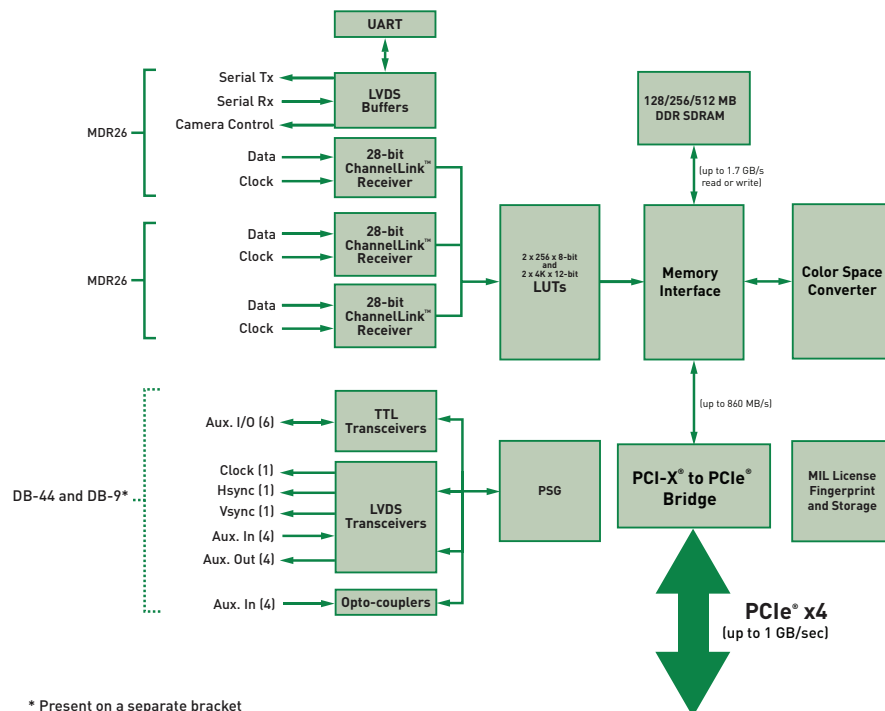 UART
Serial Tx
Serial Rx
Camera Control
LVDS
Buffers
MDR26
Data
Clock
28-bit
ChannelLink™
Receiver
MDR26
Data
Clock
28-bit
ChannelLink™
Receiver
Data
Clock
28-bit
ChannelLink™
Receiver
2 x 256 x 8-bit
and
2 x 4K x 12-bit
LUTs
128/256/512 MB
DDR SDRAM
(up to 1.7 GB/s
read or write)
Memory
Interface
Color Space
Converter
(up to 860 MB/s)
DB-44 and DB-9*
Aux. I/O (6)
TTL
Transceivers
Clock (1)
Hsync (1)
Vsync (1)
Aux. In (4)
Aux. Out (4)
LVDS
Transceivers
Aux. In (4)
Opto-couplers
PSG
PCI-X® to PCIe®
Bridge
MIL License
Fingerprint
and Storage
PCIe® x4
(up to 1 GB/sec)
* Present on a separate bracket